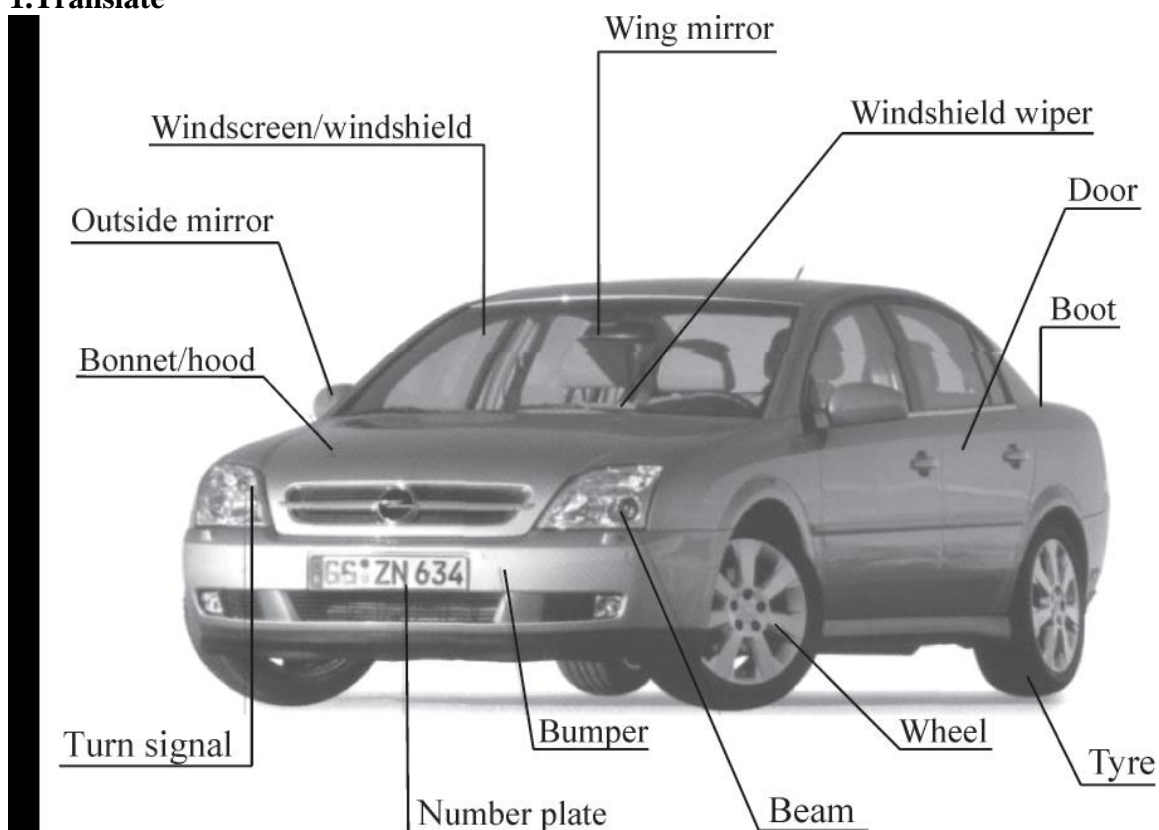 1.Translate
Wing mirror
Windscreen/windshield
Windshield wiper
Door
Outside mirror
Boot
Bonnet/hood
GS:ZN 634
Turn signal
Bumper
Wheel
Tyre
Number plate
Beam